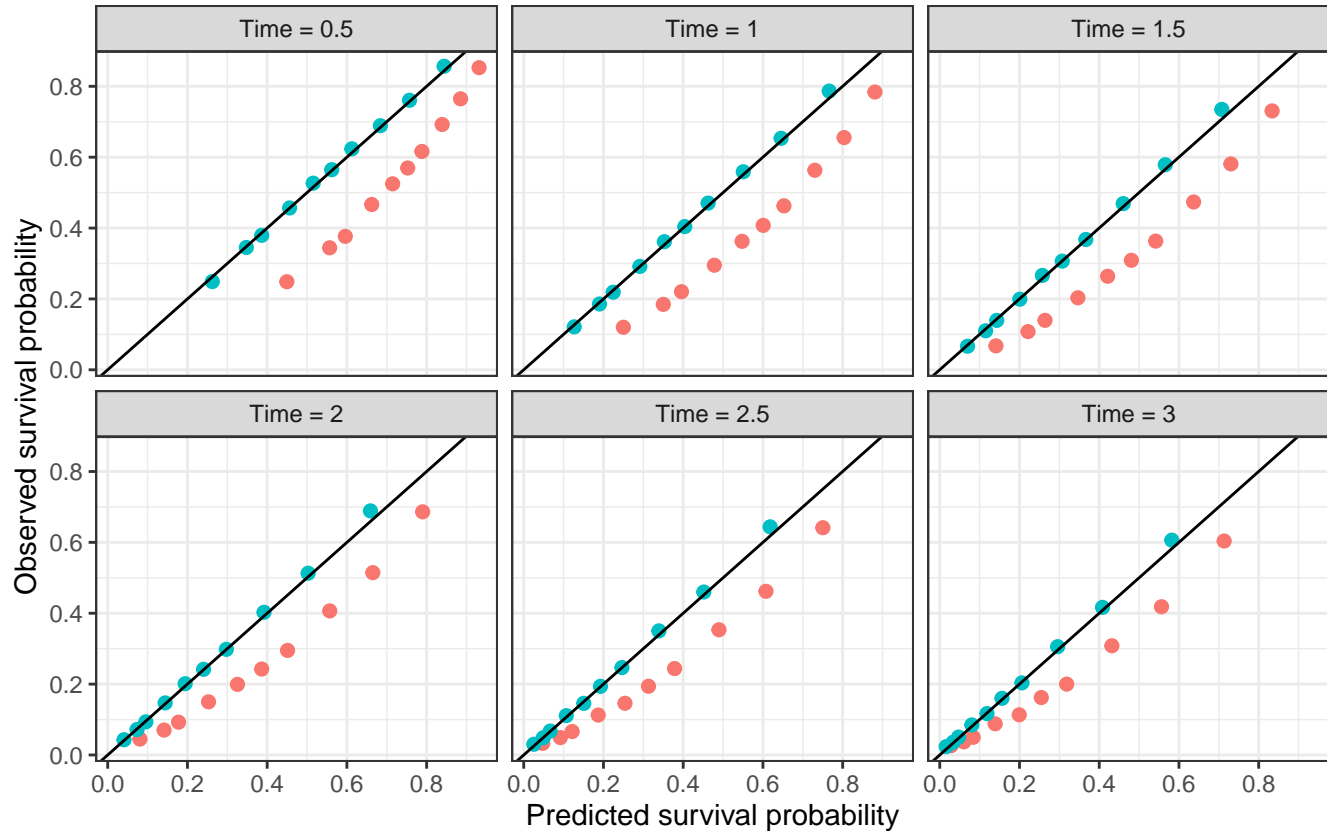 Time = 0.5
Time = 1
Time = 1.5
0.8
0.6
0.4
0.2
0.0
Time = 2
Time = 2.5
Time = 3
0.8
0.6
0.4
0.2
0.0
0.0 0.2 0.4 0.6 0.8
0.0 0.2 0.4 0.6 0.8
0.0 0.2 0.4 0.6 0.8
Observed survival probability
Predicted survival probability